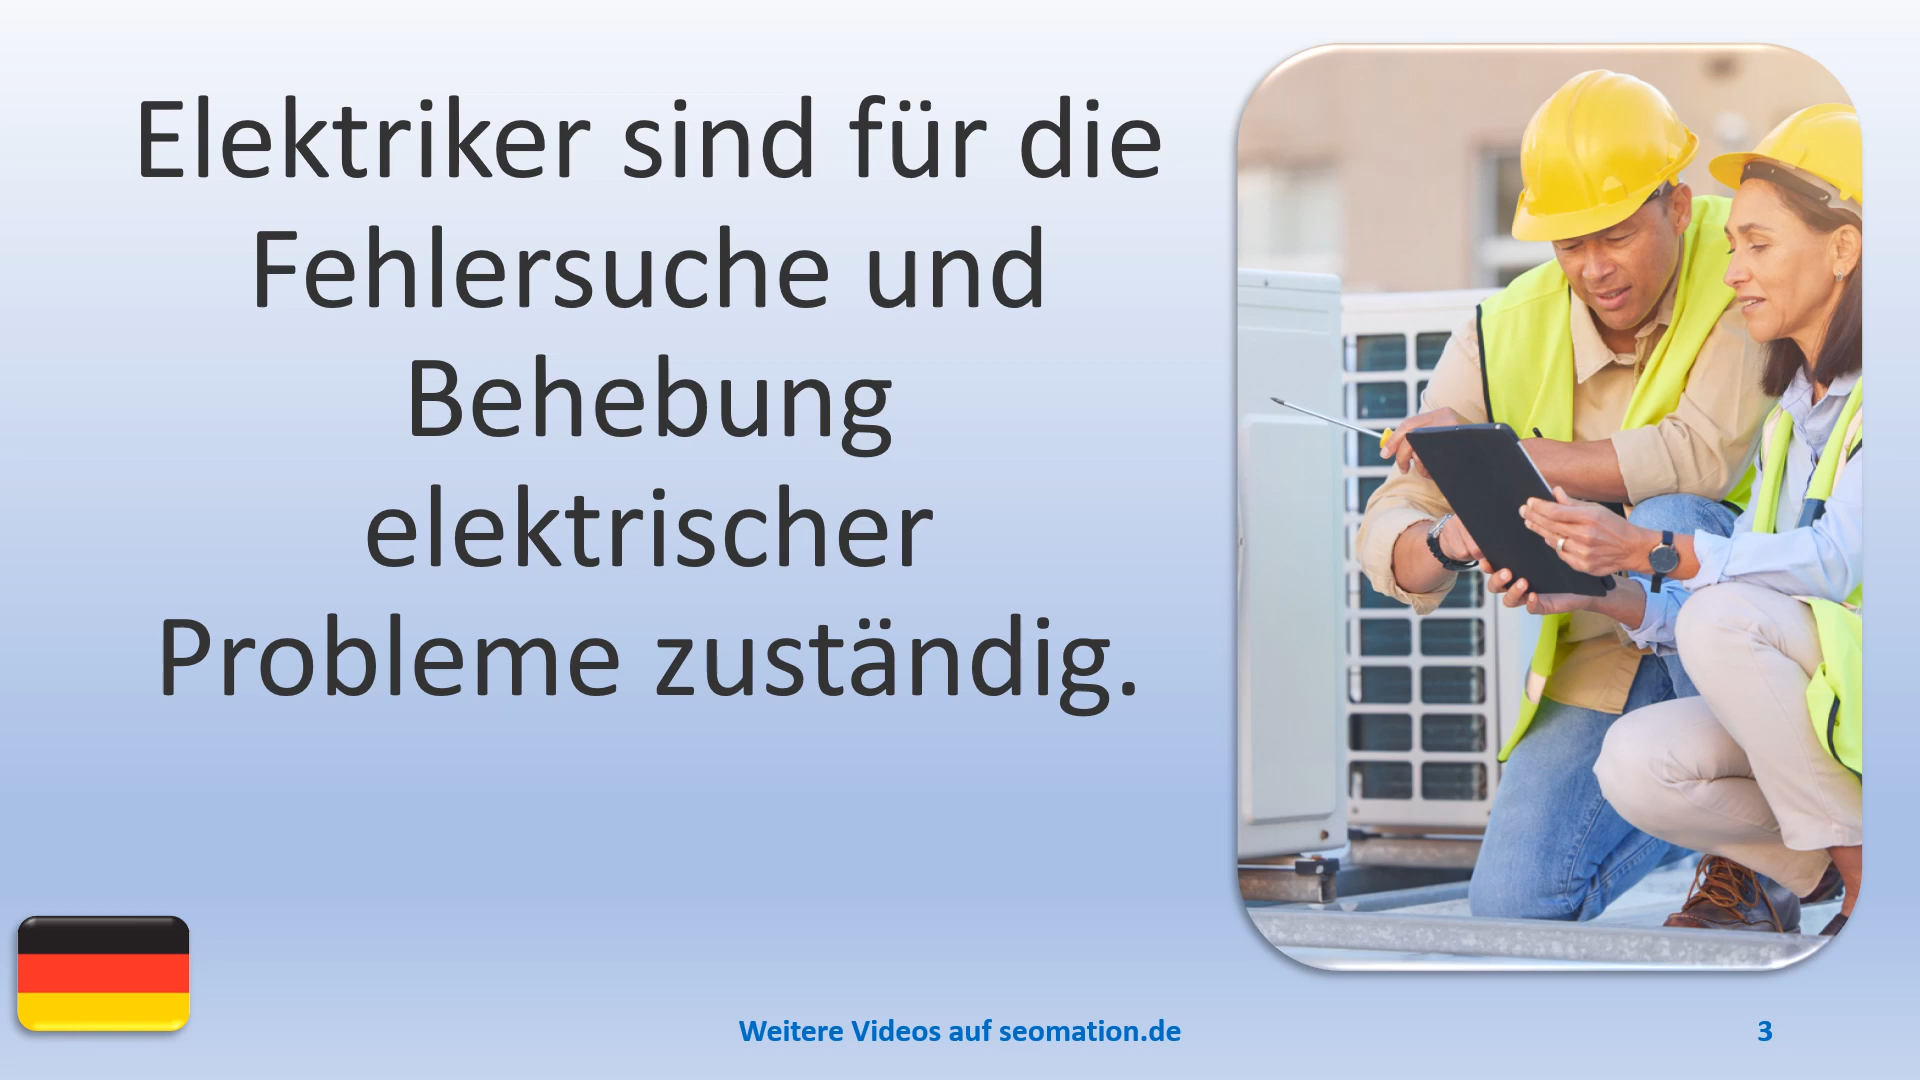 Elektriker sind für die
Fehlersuche und
Behebung
elektrischer
Probleme zuständig.
Weitere Videos auf seomation.de
3